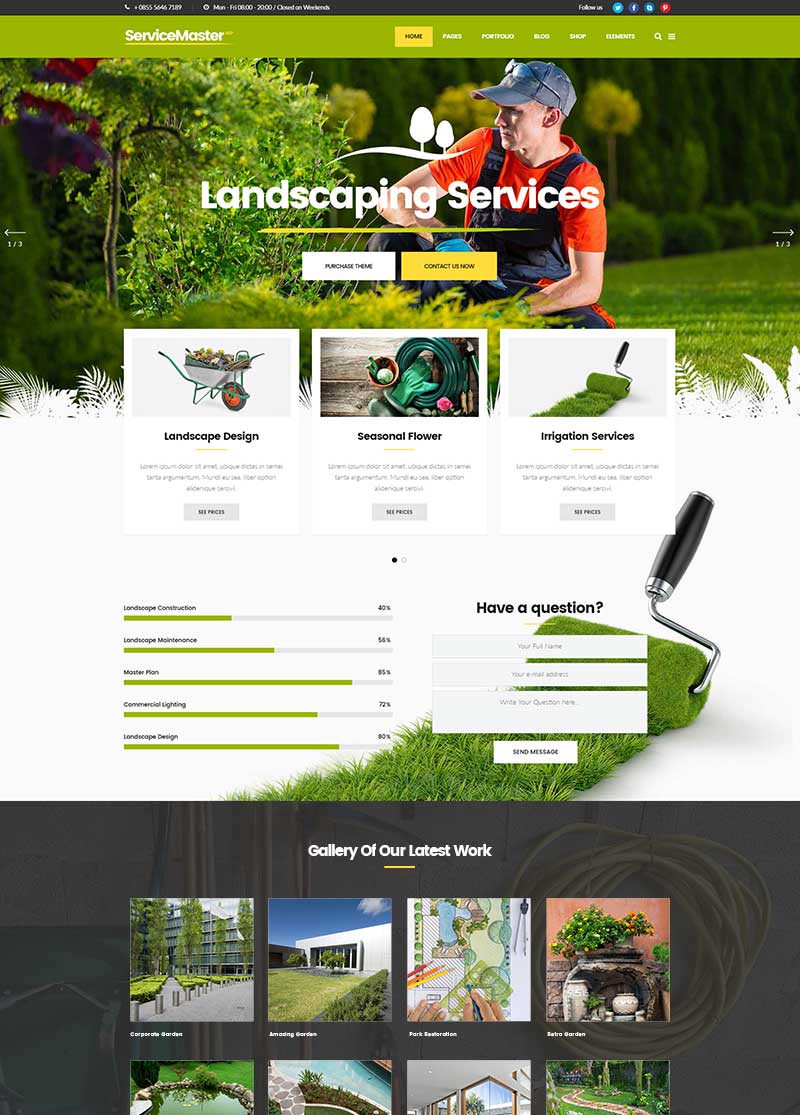 + 0855 5646 7189
Mon - Fri 08:00 - 20:00 / Closed on Weekends
Follow us
ServiceMaster
HOME
PAGES
PORTFOLIO
BLOG
SHOP
ELEMENTS
Landscaping Services
1 / 3
1 / 3
PURCHASE THEME
CONTACT US NOW
Landscape Design
Lorem ipsum dolor sit amet, ubique dictas in semei
tanta argumentum. Mundi eu sea, liber option
alidenique sersivi.
SEE PRICES
Seasonal Flower
Lorem ipsum dolor sit amet, ubique dictas in semei
tanta argumentum. Mundi eu sea, liber option
alidenique sersivi.
SEE PRICES
Irrigation Services
Lorem ipsum dolor sit amet, ubique dictas in semei
tanta argumentum. Mundi eu sea, liber option
alidenique sersivi.
SEE PRICES
Landscape Construction 40%
Landscape Maintenance 56%
Master Plan 85%
Commercial Lighting 72%
Landscape Design 80%
Have a question?
Your Full Name
Your e-mail address
Write Your Question here...
SEND MESSAGE
Gallery Of Our Latest Work
Corporate Garden
Amazing Garden
Park Restoration
Retro Garden